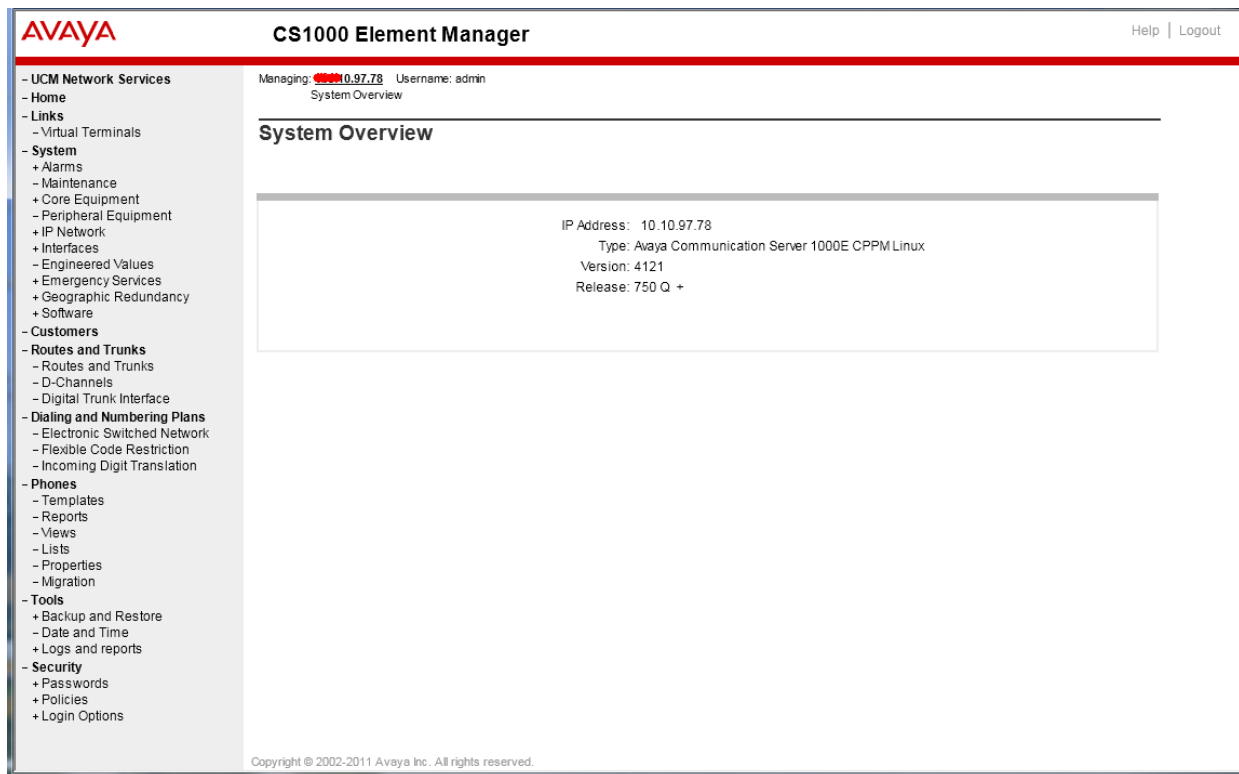 AVAYA
CS1000 Element Manager
Help | Logout
- UCM Network Services
- Home
- Links
- Virtual Terminals
- System
+ Alarms
- Maintenance
+ Core Equipment
- Peripheral Equipment
+ IP Network
+ Interfaces
- Engineered Values
+ Emergency Services
+ Geographic Redundancy
+ Software
- Customers
- Routes and Trunks
- Routes and Trunks
- D-Channels
- Digital Trunk Interface
- Dialing and Numbering Plans
- Electronic Switched Network
- Flexible Code Restriction
- Incoming Digit Translation
- Phones
- Templates
- Reports
- Views
- Lists
- Properties
- Migration
- Tools
+ Backup and Restore
- Date and Time
+ Logs and reports
- Security
+ Passwords
+ Policies
+ Login Options
Managing: 0.97.78 Username: admin
System Overview
System Overview
IP Address: 10.10.97.78
Type: Avaya Communication Server 1000E CPPM Linux
Version: 4121
Release: 750 Q +
Copyright © 2002-2011 Avaya Inc. All rights reserved.